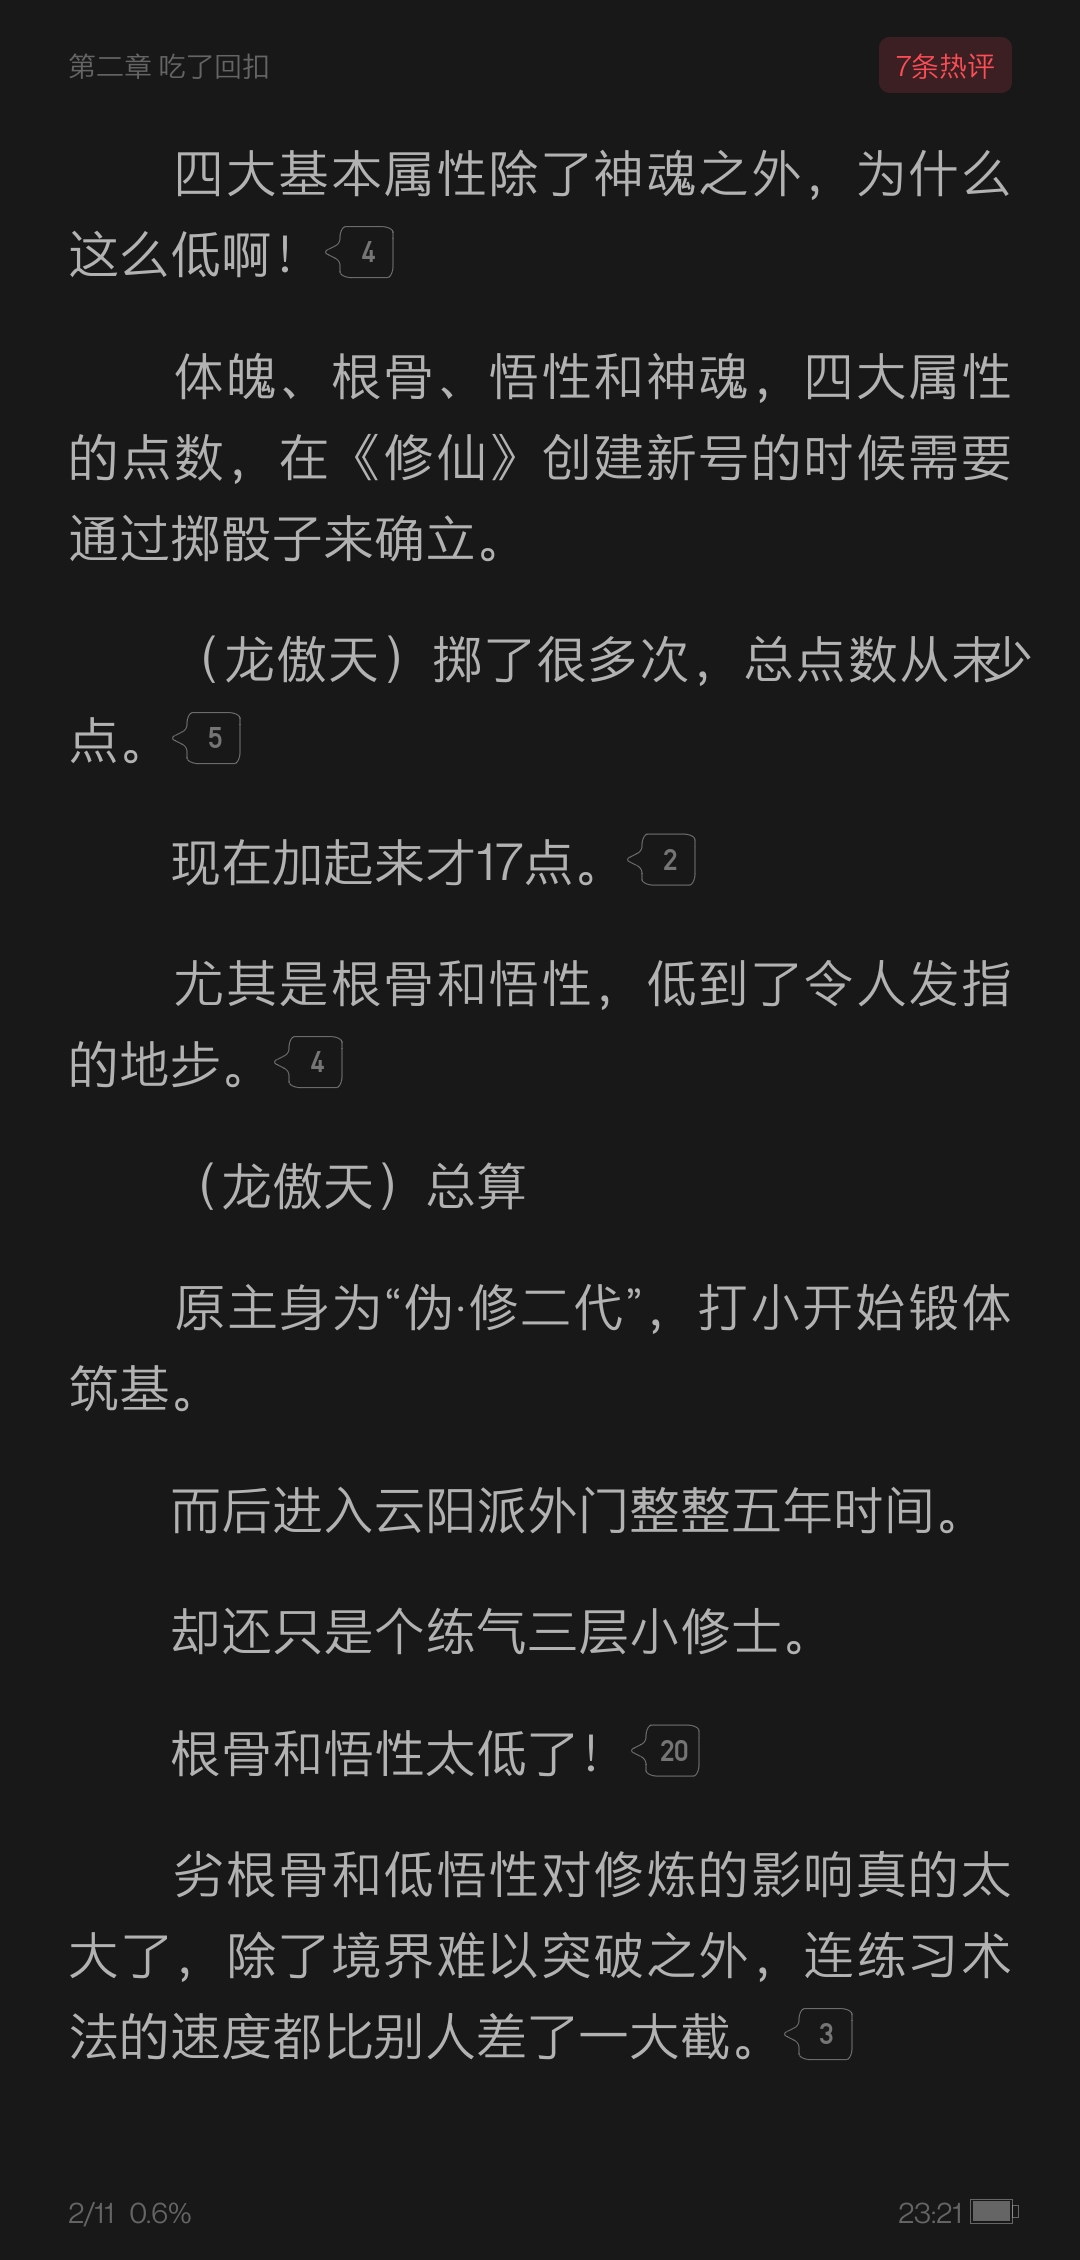 第二章 吃了回扣
7条热评
四大基本属性除了神魂之外，为什么
这么低啊！ 4
体魄、根骨、悟性和神魂，四大属性
的点数，在《修仙》创建新号的时候需要
通过掷骰子来确立。
（龙傲天）掷了很多次，总点数从未少
点。 5
现在加起来才17点。 2
尤其是根骨和悟性，低到了令人发指
的地步。 4
（龙傲天）总算
原主身为“伪·修二代”，打小开始锻体
筑基。
而后进入云阳派外门整整五年时间。
却还只是个练气三层小修士。
根骨和悟性太低了！ 20
劣根骨和低悟性对修炼的影响真的太
大了，除了境界难以突破之外，连练习术
法的速度都比别人差了一大截。 3
2/11 0.6%
23:21